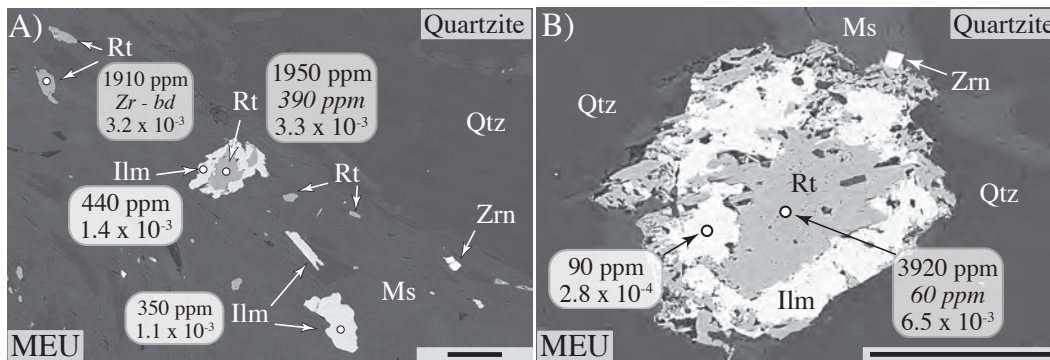 A)
Quartzite
Rt
1910 ppm
Zr - bd
3.2 x 10⁻³
1950 ppm
390 ppm
3.3 x 10⁻³
Rt
Qtz
Ilm
Rt
440 ppm
1.4 x 10⁻³
Zrn
Ms
350 ppm
1.1 x 10⁻³
Ilm
MEU
B)
Ms
Quartzite
Zrn
Qtz
Rt
Qtz
90 ppm
2.8 x 10⁻⁴
3920 ppm
60 ppm
6.5 x 10⁻³
Ilm
MEU